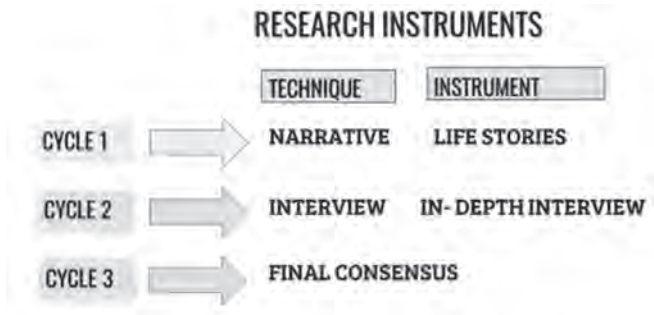 RESEARCH INSTRUMENTS
TECHNIQUE INSTRUMENT
CYCLE 1 NARRATIVE LIFE STORIES
CYCLE 2 INTERVIEW IN- DEPTH INTERVIEW
CYCLE 3 FINAL CONSENSUS